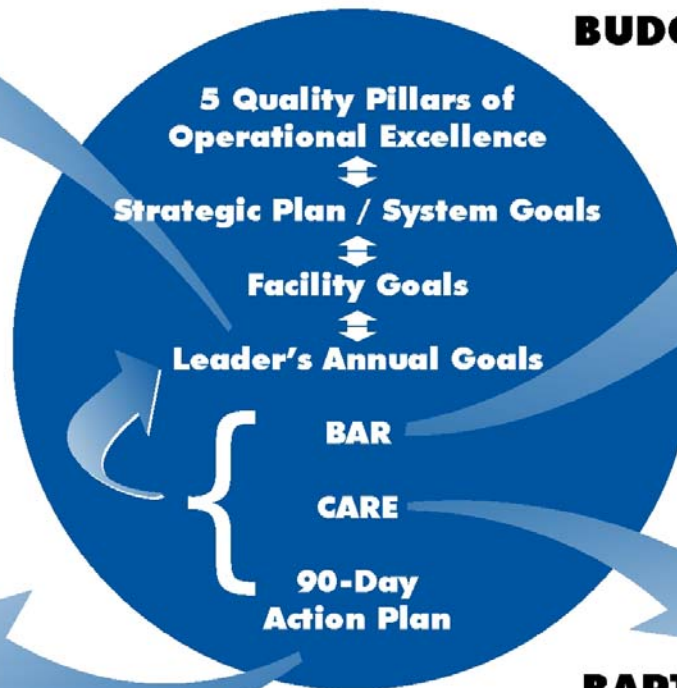 5 Quality Pillars of
Operational Excellence
Strategic Plan / System Goals
Facility Goals
Leader's Annual Goals
BAR
CARE
90-Day
Action Plan